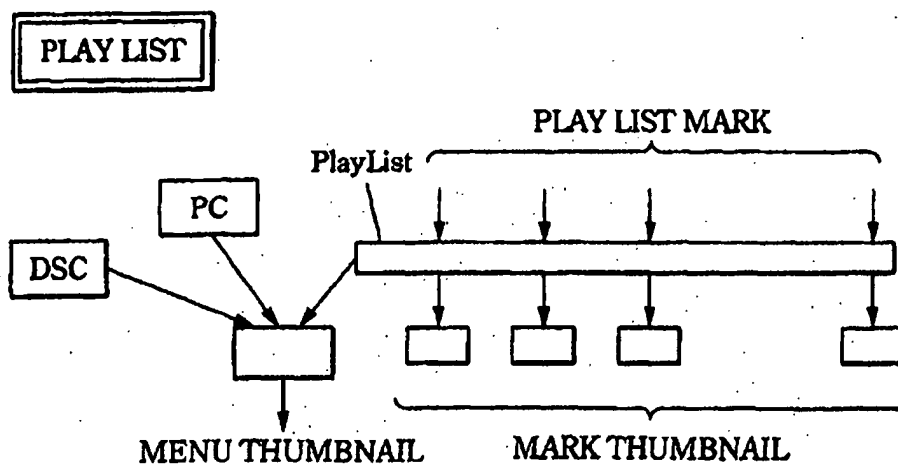 PLAY LIST
PLAY LIST MARK
PlayList
PC
DSC
MENU THUMBNAIL
MARK THUMBNAIL